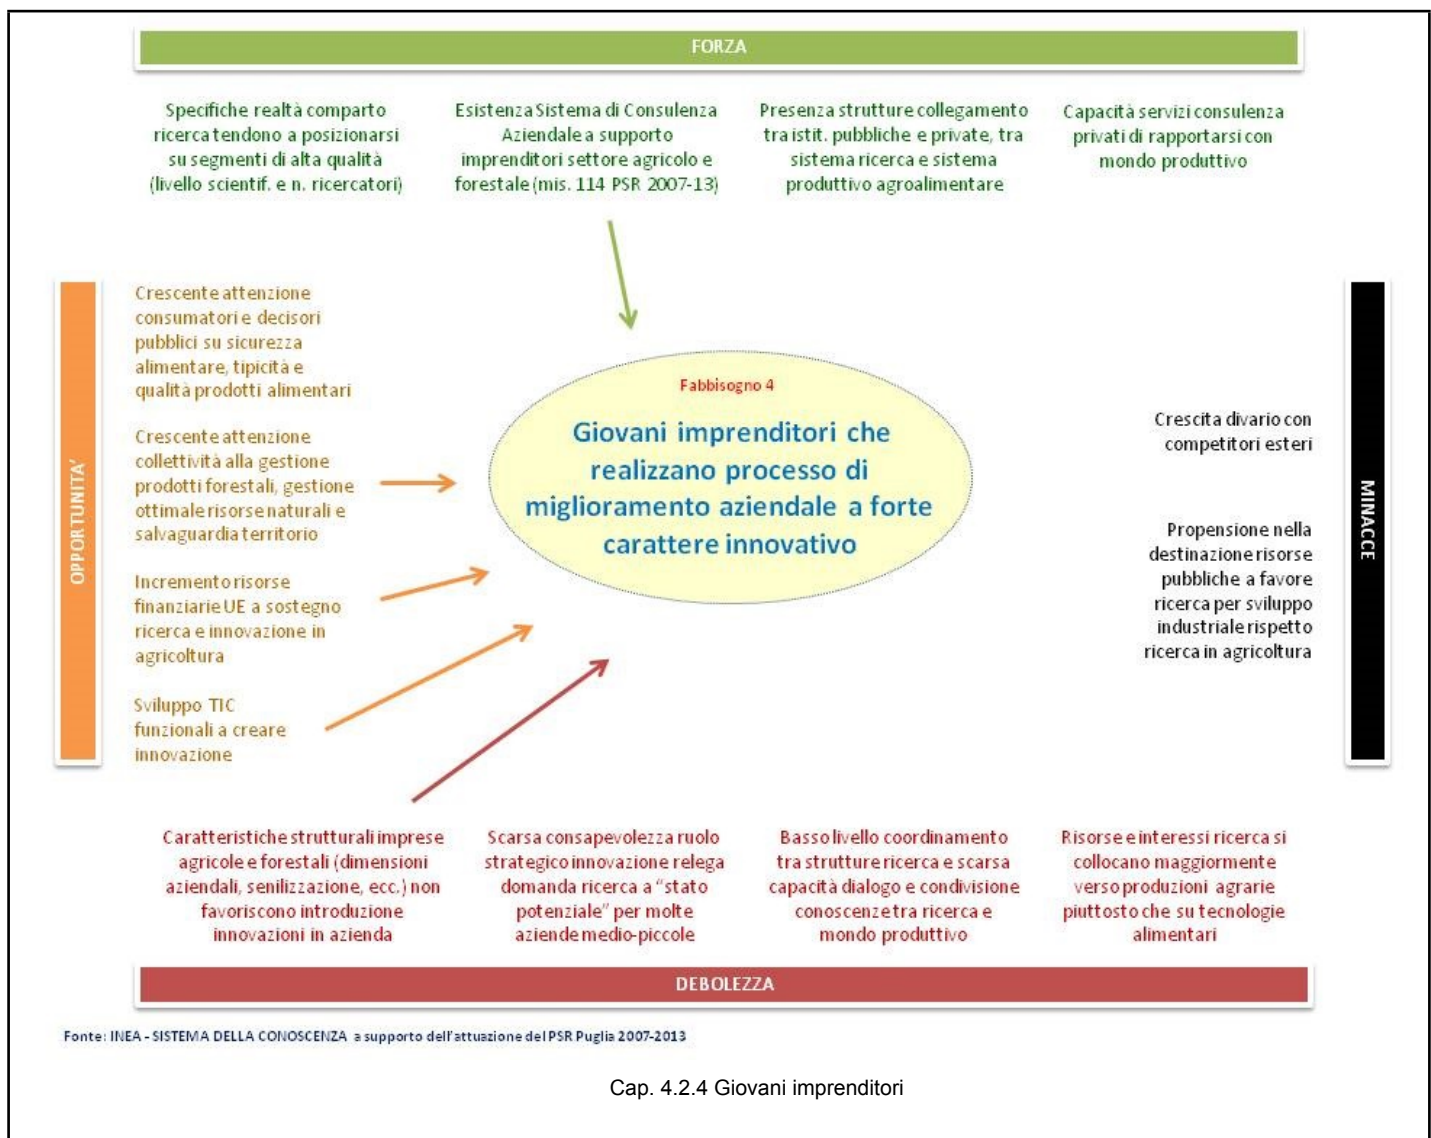 FORZA
Specifiche realtà comparto
ricerca tendono a posizionarsi
su segmenti di alta qualità
(livello scientif. e n. ricercatori)
Esistenza Sistema di Consulenza
Aziendale a supporto
imprenditori settore agricolo e
forestale (mis. 114 PSR 2007-13)
Presenza strutture collegamento
tra istit. pubbliche e private, tra
sistema ricerca e sistema
produttivo agroalimentare
Capacità servizi consulenza
privati di rapportarsi con
mondo produttivo
OPPORTUNITA'
Crescente attenzione
consumatori e decisori
pubblici su sicurezza
alimentare, tipicità e
qualità prodotti alimentari
Crescente attenzione
collettività alla gestione
prodotti forestali, gestione
ottimale risorse naturali e
salvaguardia territorio
Incremento risorse
finanziarie UE a sostegno
ricerca e innovazione in
agricoltura
Sviluppo TIC
funzionali a creare
innovazione
Fabbisogno 4
Giovani imprenditori che
realizzano processo di
miglioramento aziendale a forte
carattere innovativo
Crescita divario con
competitori esteri
Propensione nella
destinazione risorse
pubbliche a favore
ricerca per sviluppo
industriale rispetto
ricerca in agricoltura
MINACCE
Caratteristiche strutturali imprese
agricole e forestali (dimensioni
aziendali, senilizzazione, ecc.) non
favoriscono introduzione
innovazioni in azienda
Scarsa consapevolezza ruolo
strategico innovazione relega
domanda ricerca a "stato
potenziale" per molte
aziende medio-piccole
Basso livello coordinamento
tra strutture ricerca e scarsa
capacità dialogo e condivisione
conoscenze tra ricerca e
mondo produttivo
Risorse e interessi ricerca si
collocano maggiormente
verso produzioni agrarie
piuttosto che su tecnologie
alimentari
DEBOLEZZA
Fonte: INEA - SISTEMA DELLA CONOSCENZA a supporto dell'attuazione del PSR Puglia 2007-2013
Cap. 4.2.4 Giovani imprenditori